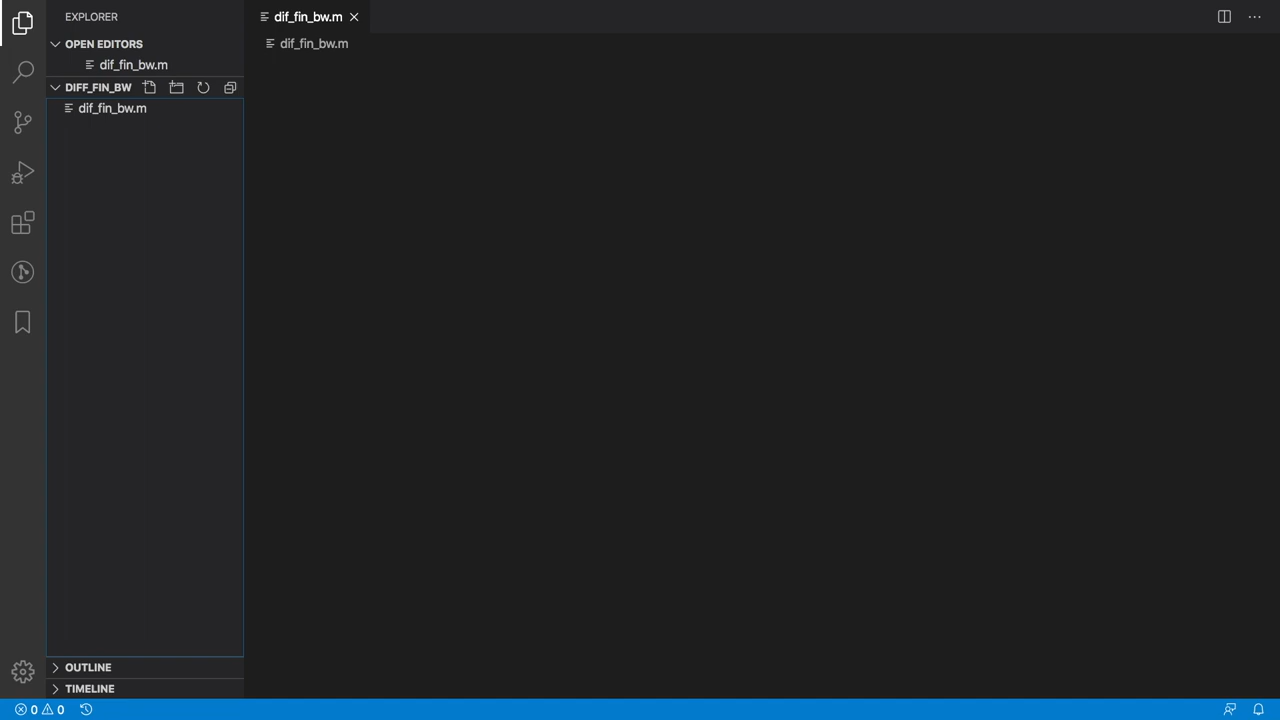 EXPLORER
OPEN EDITORS
dif_fin_bw.m
DIFF_FIN_BW
dif_fin_bw.m
OUTLINE
TIMELINE
dif_fin_bw.m
dif_fin_bw.m
0 0